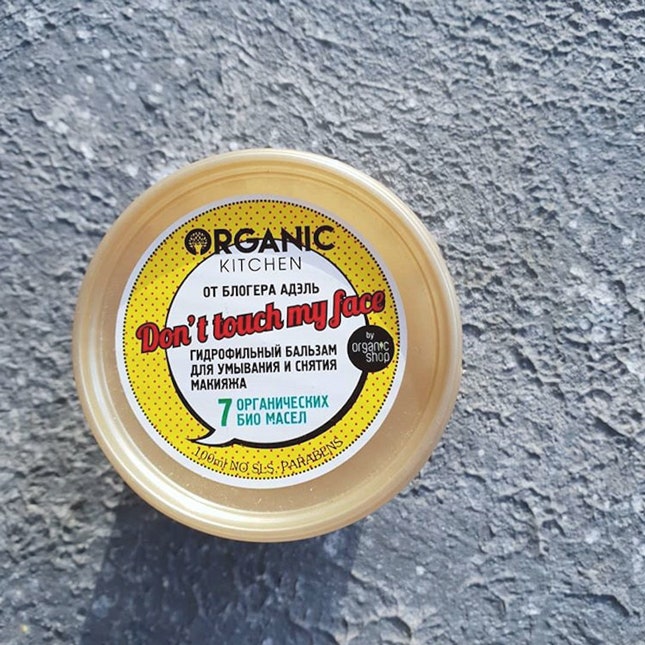 ORGANIC
KITCHEN
ОТ БЛОГЕРА АДЭЛЬ
Don't touch my face
by
organic
shop
ГИДРОФИЛЬНЫЙ БАЛЬЗАМ
ДЛЯ УМЫВАНИЯ И СНЯТИЯ
МАКИЯЖА
7 ОРГАНИЧЕСКИХ
БИО МАСЕЛ
100ml NO SLS, PARABENS